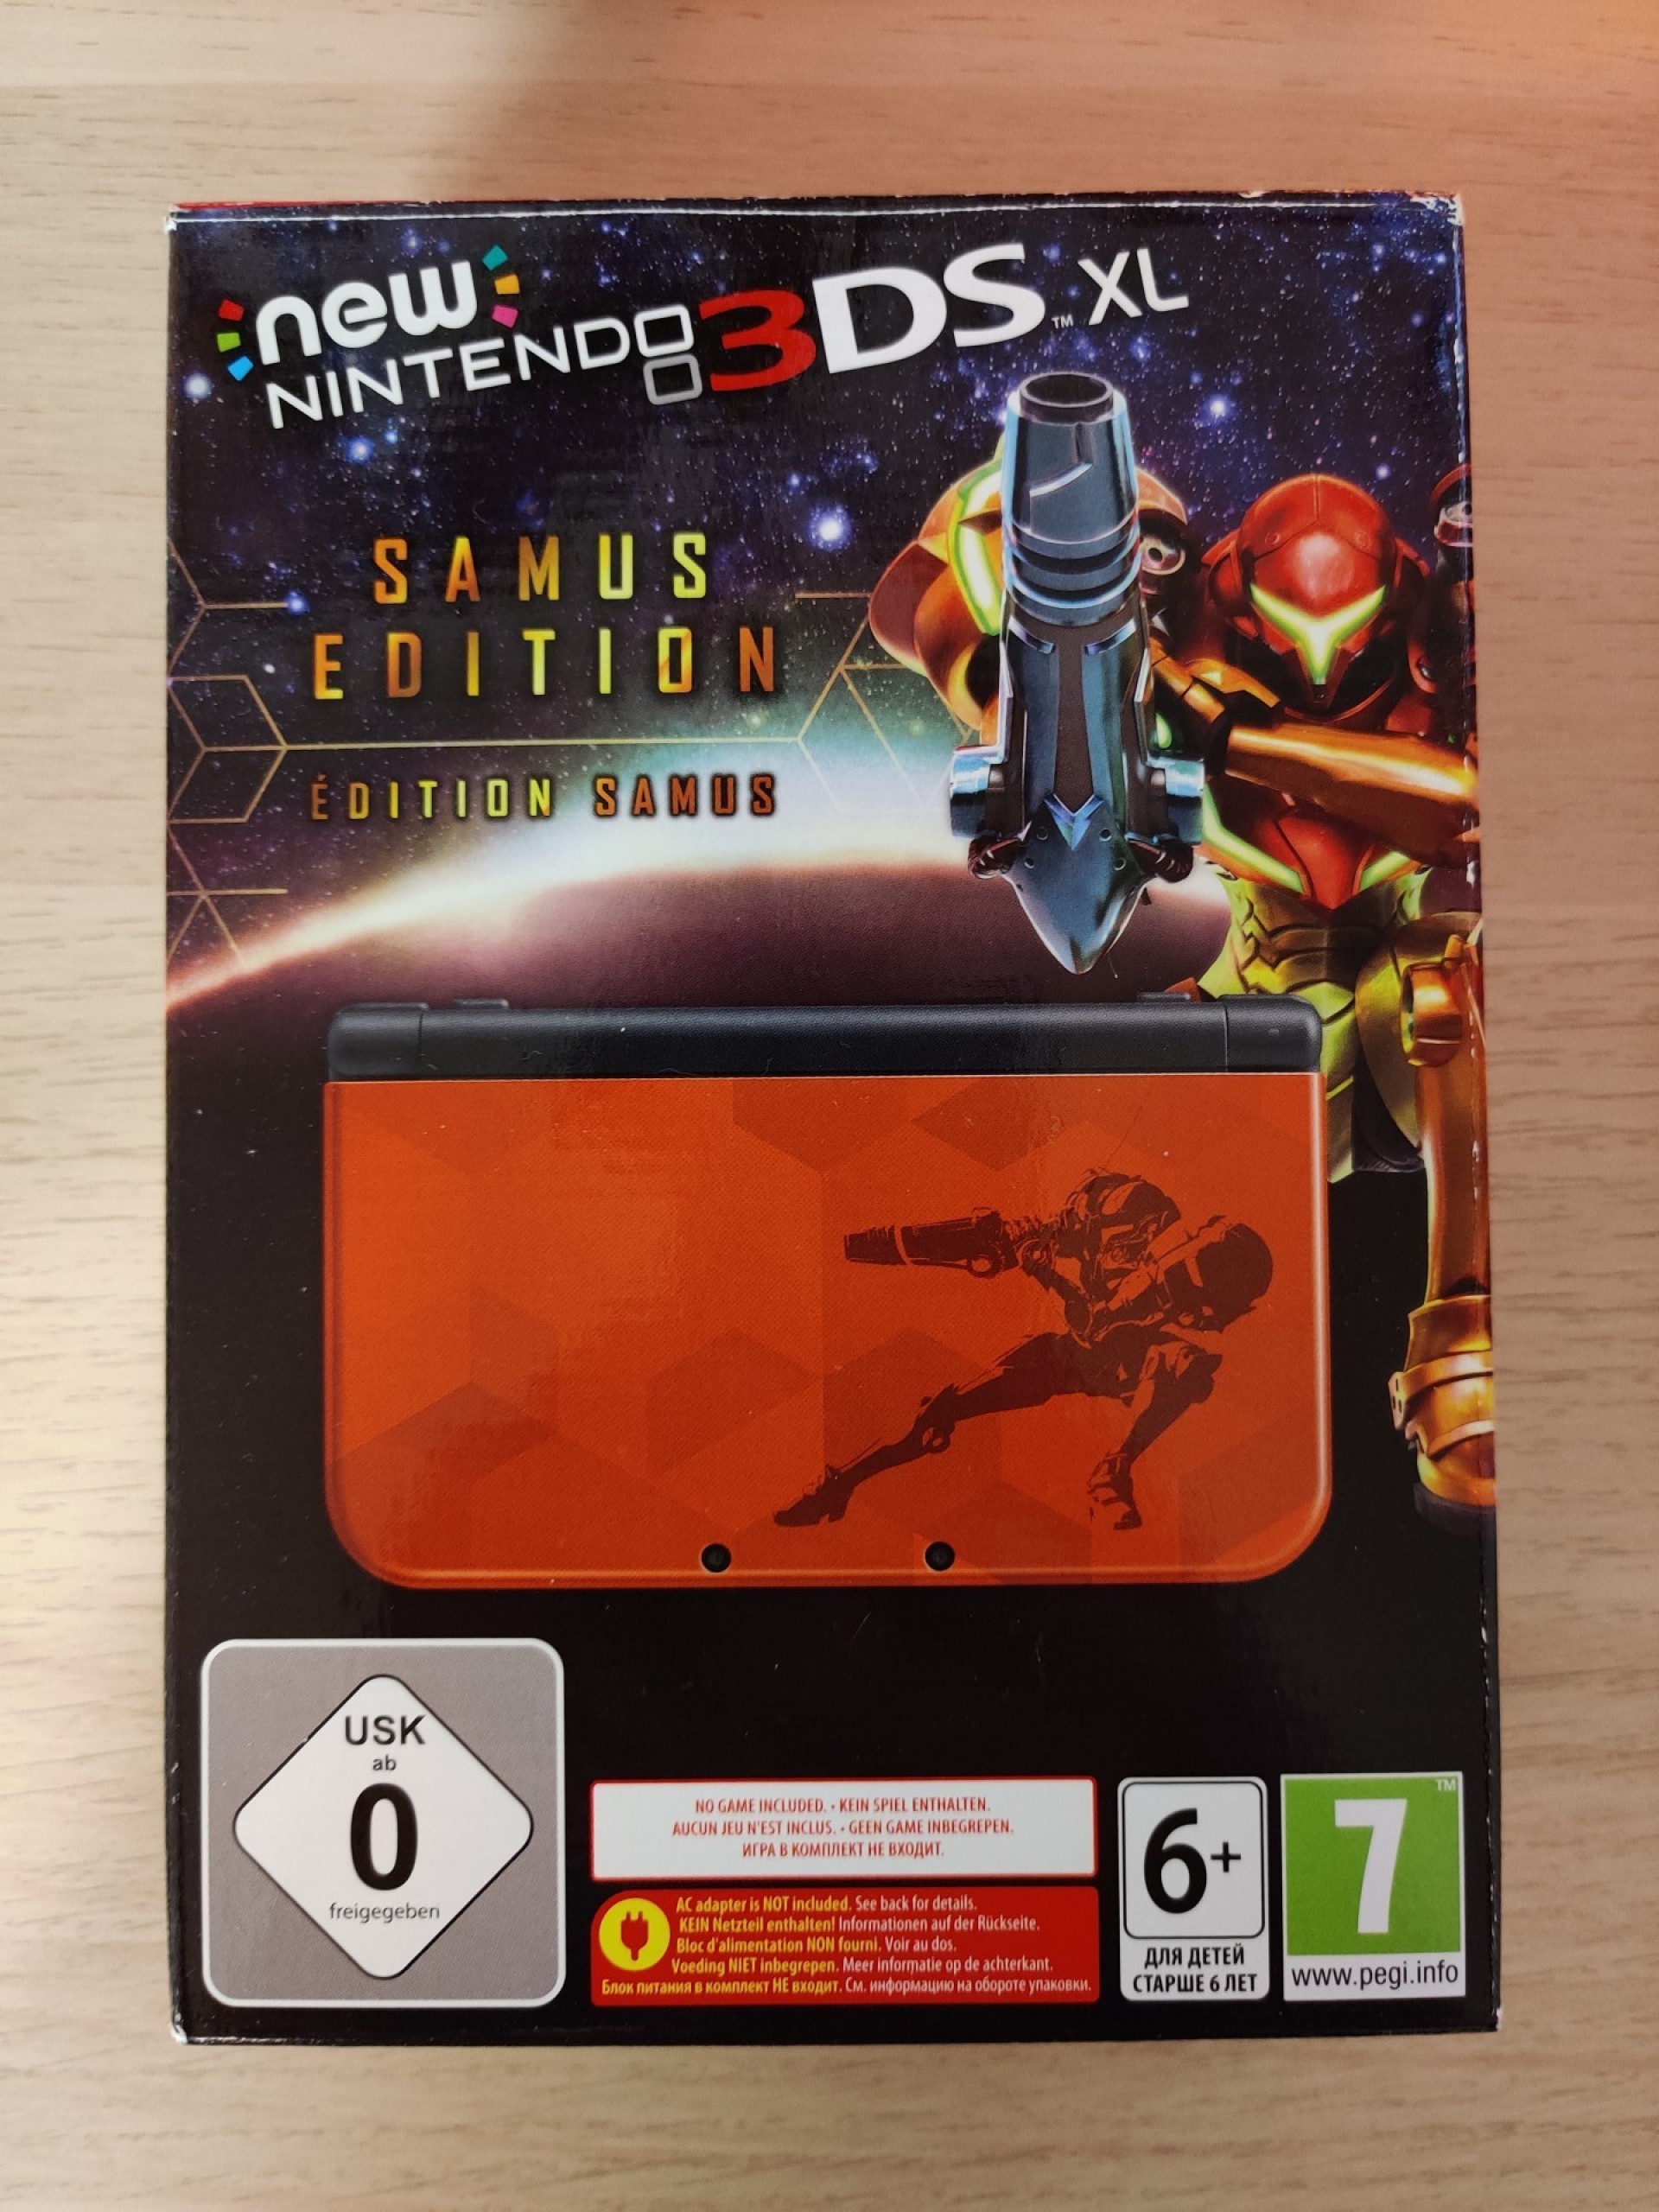 new
NINTENDO 3DS™ XL
SAMUS
EDITION
ÉDITION SAMUS
USK
ab
0
freigegeben
NO GAME INCLUDED. • KEIN SPIEL ENTHALTEN.
AUCUN JEU N'EST INCLUS. • GEEN GAME INBEGREPEN.
ИГРА В КОМПЛЕКТ НЕ ВХОДИТ.
AC adapter is NOT included. See back for details.
KEIN Netzteil enthalten! Informationen auf der Rückseite.
Bloc d'alimentation NON fourni. Voir au dos.
Voeding NIET inbegrepen. Meer informatie op de achterkant.
Блок питания в комплект НЕ входит. См. информацию на обороте упаковки.
6+
ДЛЯ ДЕТЕЙ
СТАРШЕ 6 ЛЕТ
7™
www.pegi.info